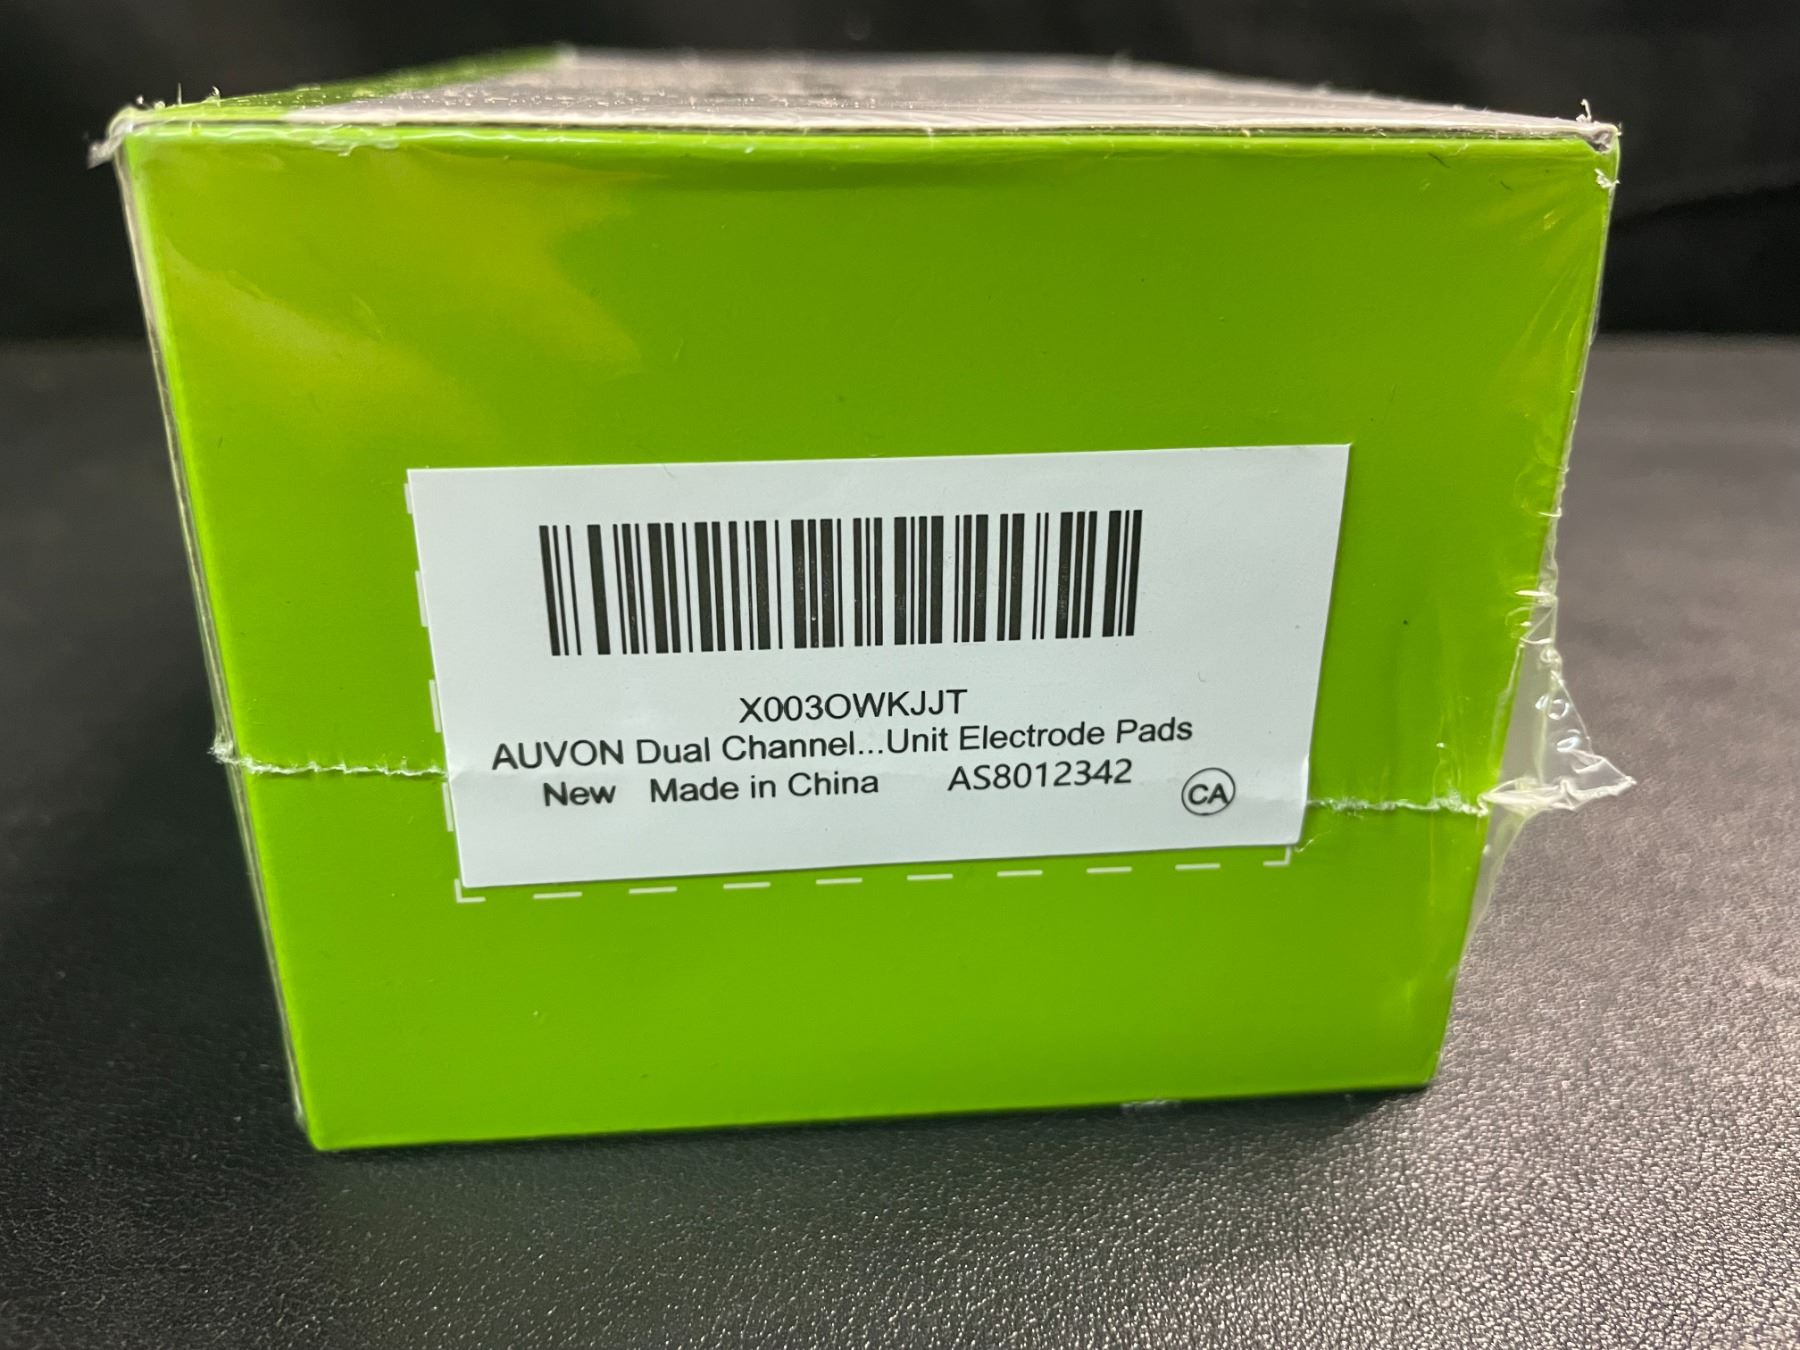 X003OWKJJT
AUVON Dual Channel...Unit Electrode Pads
New Made in China AS8012342 CA